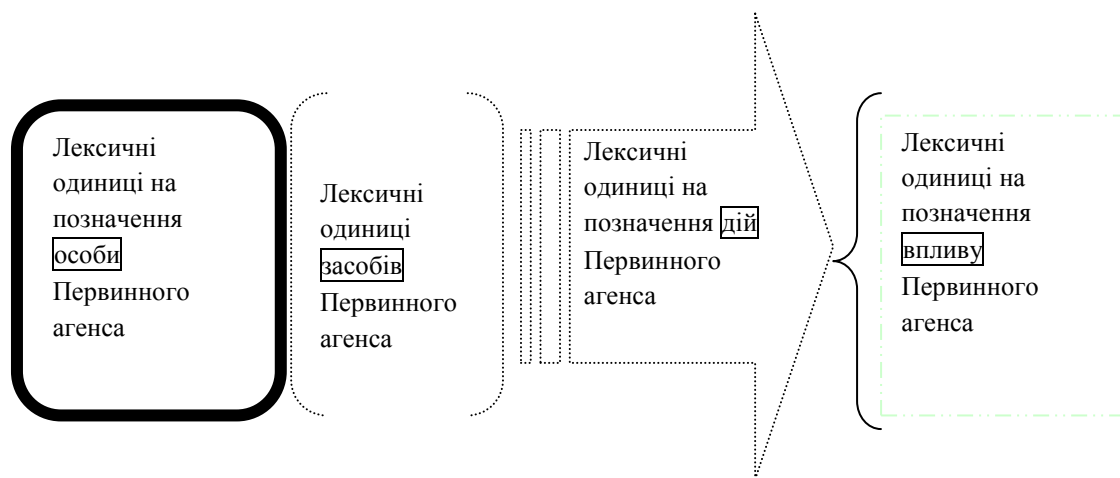 Лексичні
одиниці на
позначення
особи
Первинного
агенса
Лексичні
одиниці
засобів
Первинного
агенса
Лексичні
одиниці на
позначення дій
Первинного
агенса
Лексичні
одиниці на
позначення
впливу
Первинного
агенса